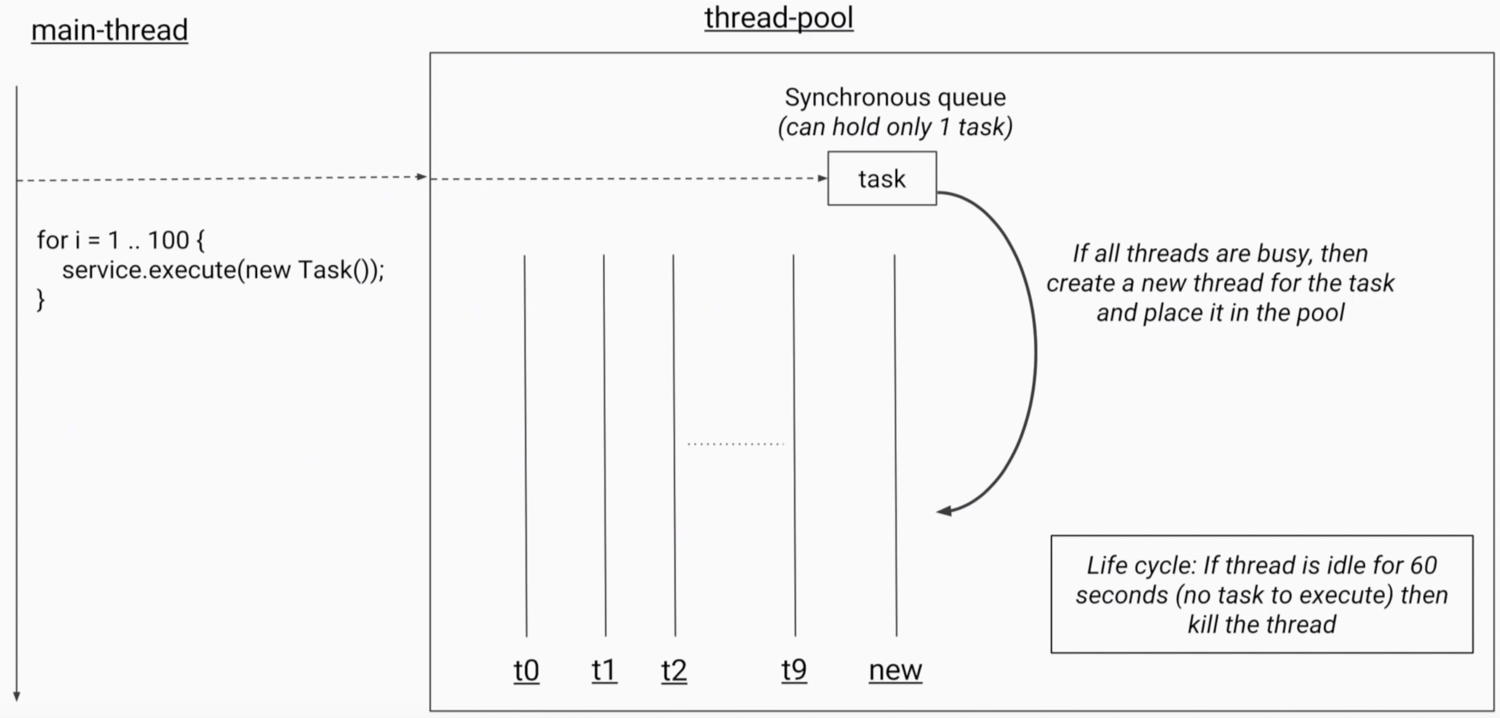 main-thread
thread-pool
Synchronous queue
(can hold only 1 task)
task
for i = 1 .. 100 {
service.execute(new Task());
}
If all threads are busy, then
create a new thread for the task
and place it in the pool
Life cycle: If thread is idle for 60
seconds (no task to execute) then
kill the thread
t0
t1
t2
t9
new